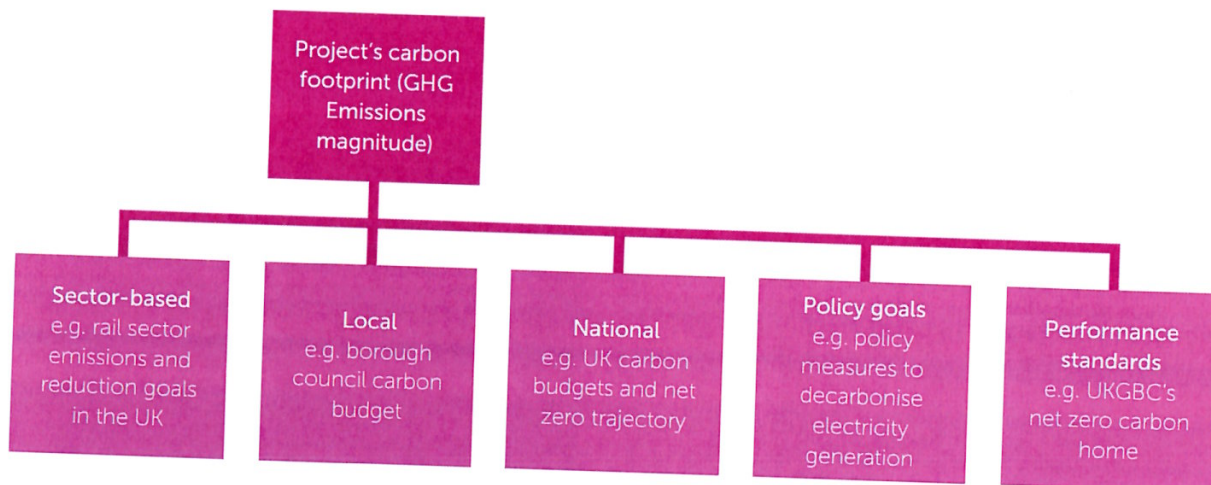 Project's carbon
footprint (GHG
Emissions
magnitude)
Sector-based
e.g. rail sector
emissions and
reduction goals
in the UK
Local
e.g. borough
council carbon
budget
National
e.g. UK carbon
budgets and net
zero trajectory
Policy goals
e.g. policy
measures to
decarbonise
electricity
generation
Performance
standards
e.g. UKGBC's
net zero carbon
home